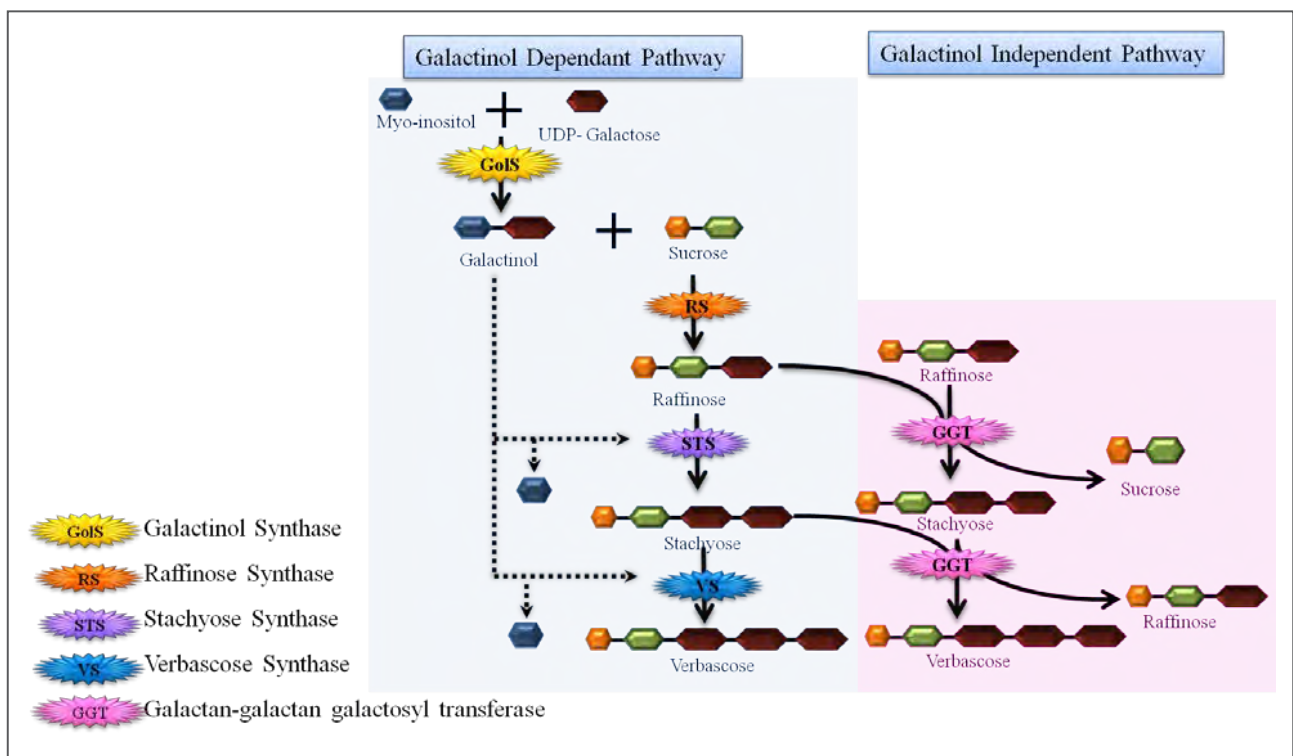 Galactinol Dependant Pathway
Galactinol Independent Pathway
Myo-inositol
UDP- Galactose
GolS
Galactinol
Sucrose
RS
Raffinose
Raffinose
STS
GGT
Sucrose
Stachyose
Stachyose
VS
GGT
Raffinose
Verbascose
Verbascose
GolS Galactinol Synthase
RS Raffinose Synthase
STS Stachyose Synthase
VS Verbascose Synthase
GGT Galactan-galactan galactosyl transferase